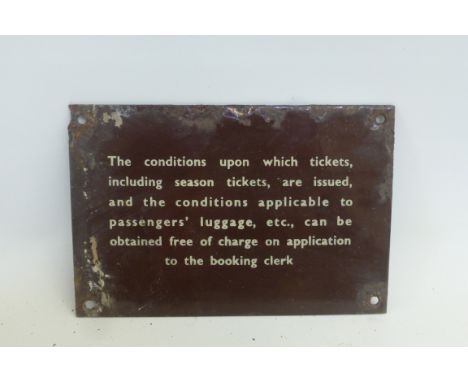 The conditions upon which tickets,
including season tickets, are issued,
and the conditions applicable to
passengers' luggage, etc., can be
obtained free of charge on application
to the booking clerk